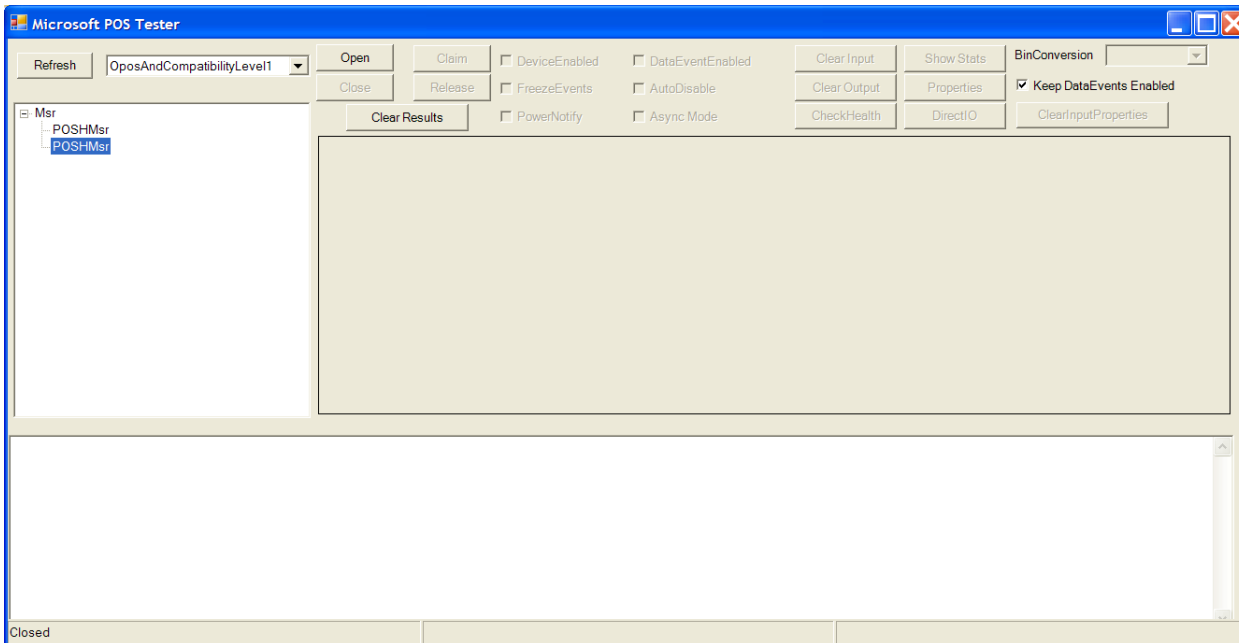 Microsoft POS Tester
Refresh
OposAndCompatibilityLevel1
Open
Claim
DeviceEnabled
DataEventEnabled
Clear Input
Show Stats
BinConversion
Close
Release
FreezeEvents
AutoDisable
Clear Output
Properties
Keep DataEvents Enabled
Clear Results
PowerNotify
Async Mode
CheckHealth
DirectIO
ClearInputProperties
Msr
POSHMsr
POSHMsr
Closed